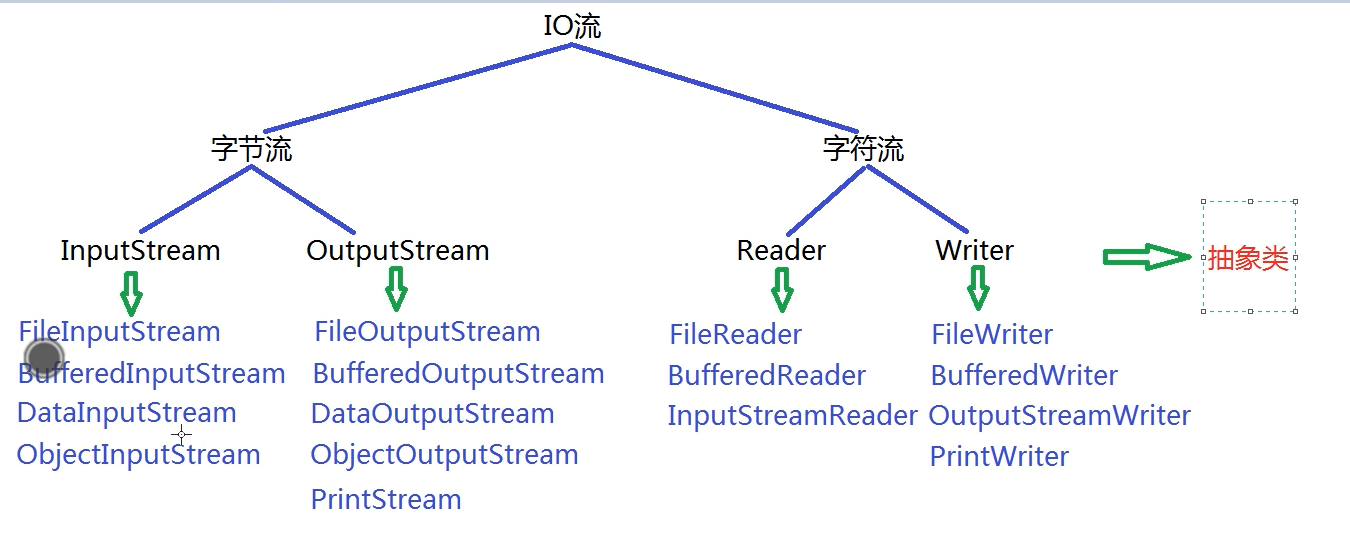 IO流
字节流
字符流
InputStream
OutputStream
Reader
Writer
抽象类
FileInputStream
BufferedInputStream
DataInputStream
ObjectInputStream
FileOutputStream
BufferedOutputStream
DataOutputStream
ObjectOutputStream
PrintStream
FileReader
BufferedReader
InputStreamReader
FileWriter
BufferedWriter
OutputStreamWriter
PrintWriter